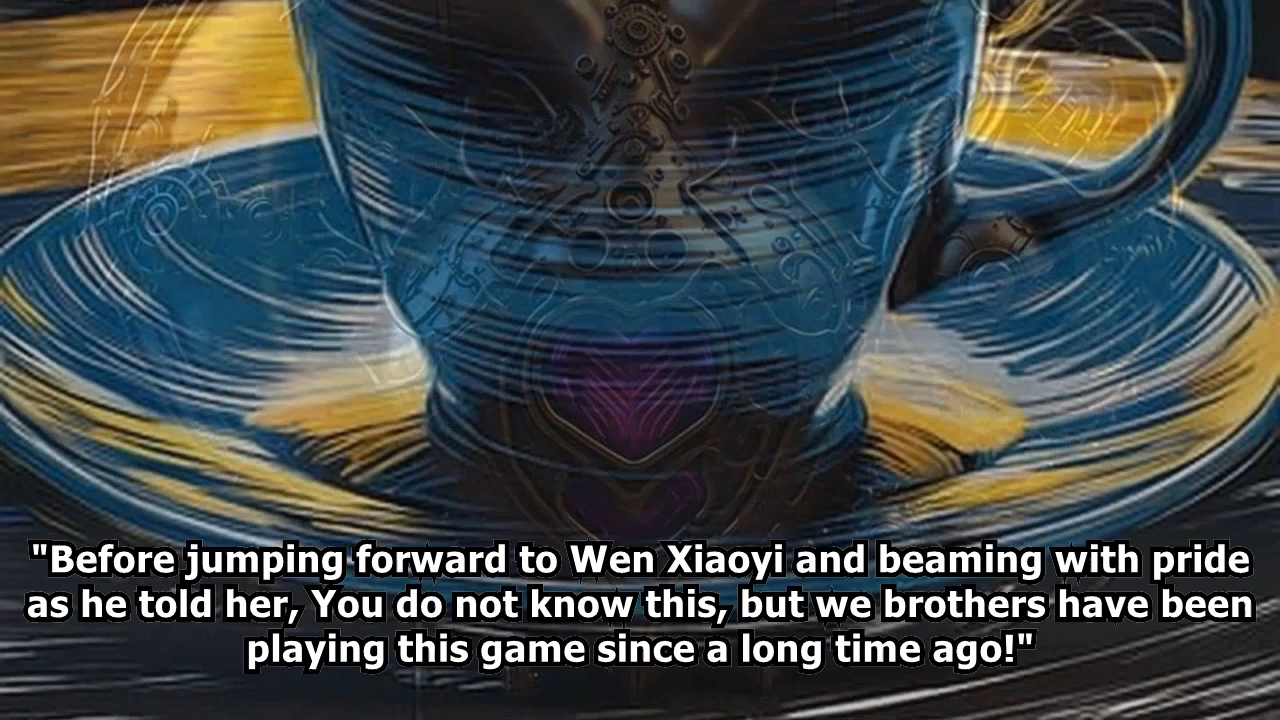 "Before jumping forward to Wen Xiaoyi and beaming with pride
as he told her, You do not know this, but we brothers have been
playing this game since a long time ago!"